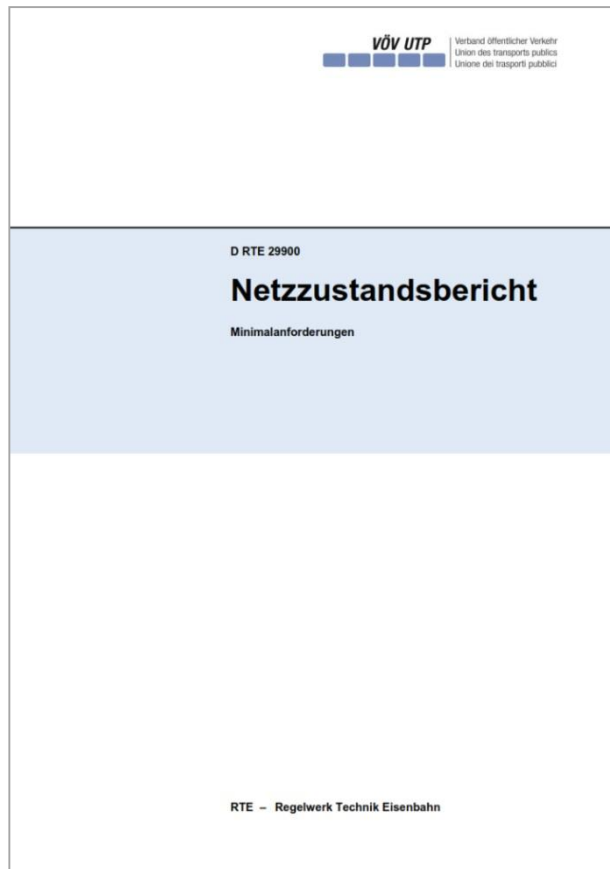 VÖV UTP
Verband öffentlicher Verkehr
Union des transports publics
Unione dei trasporti pubblici
D RTE 29900
Netzzustandsbericht
Minimalanforderungen
RTE – Regelwerk Technik Eisenbahn